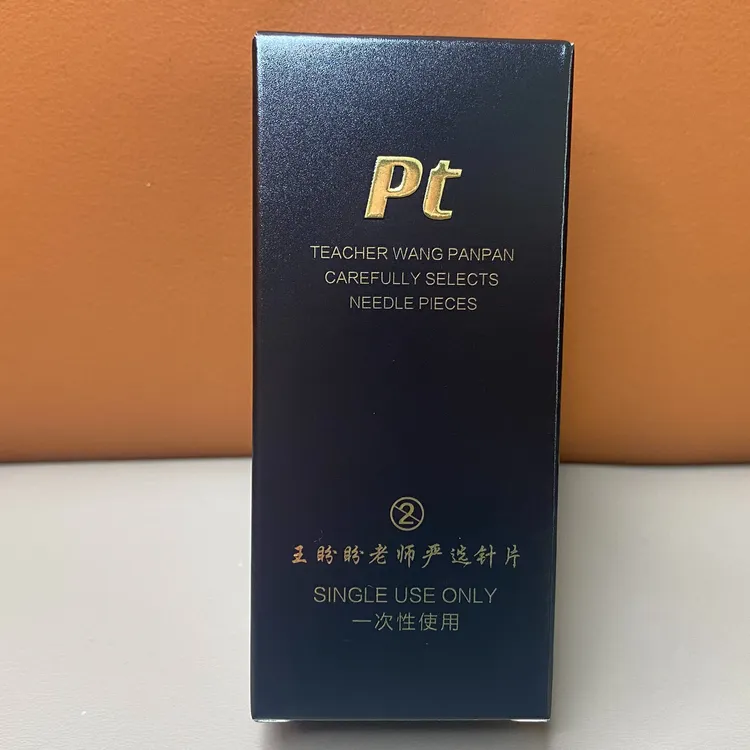 Pt
TEACHER WANG PANPAN
CAREFULLY SELECTS
NEEDLE PIECES
2
王盼盼老师严选针片
SINGLE USE ONLY
一次性使用